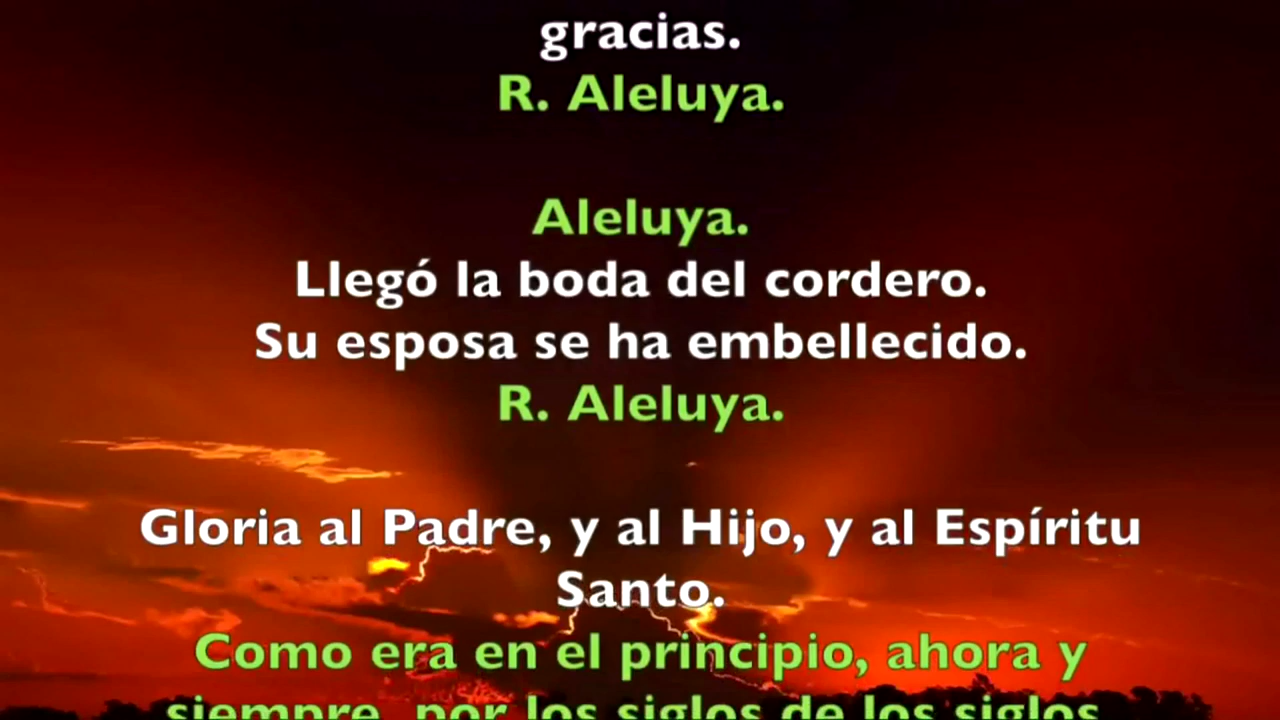 gracias.
R. Aleluya.
Aleluya.
Llegó la boda del cordero.
Su esposa se ha embellecido.
R. Aleluya.
Gloria al Padre, y al Hijo, y al Espíritu
Santo.
Como era en el principio, ahora y
siempre, por los siglos de los siglos